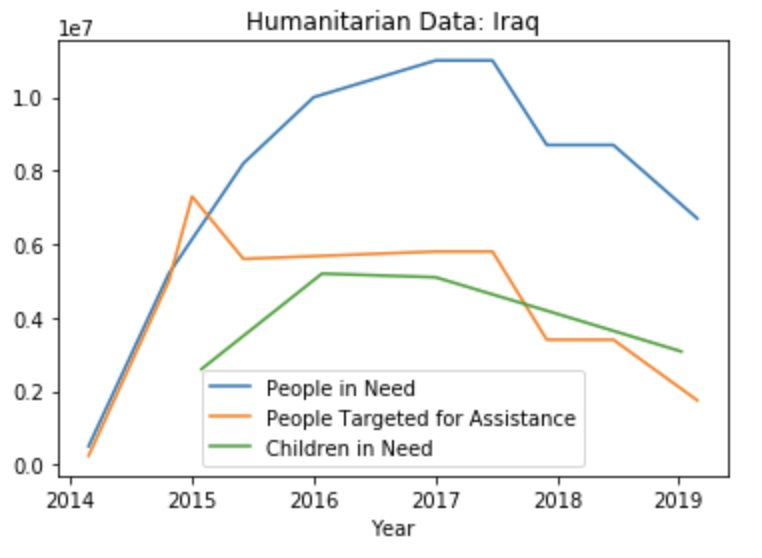 Humanitarian Data: Iraq
1e7
1.0
0.8
0.6
0.4
0.2
0.0
People in Need
People Targeted for Assistance
Children in Need
2014 2015 2016 2017 2018 2019
Year